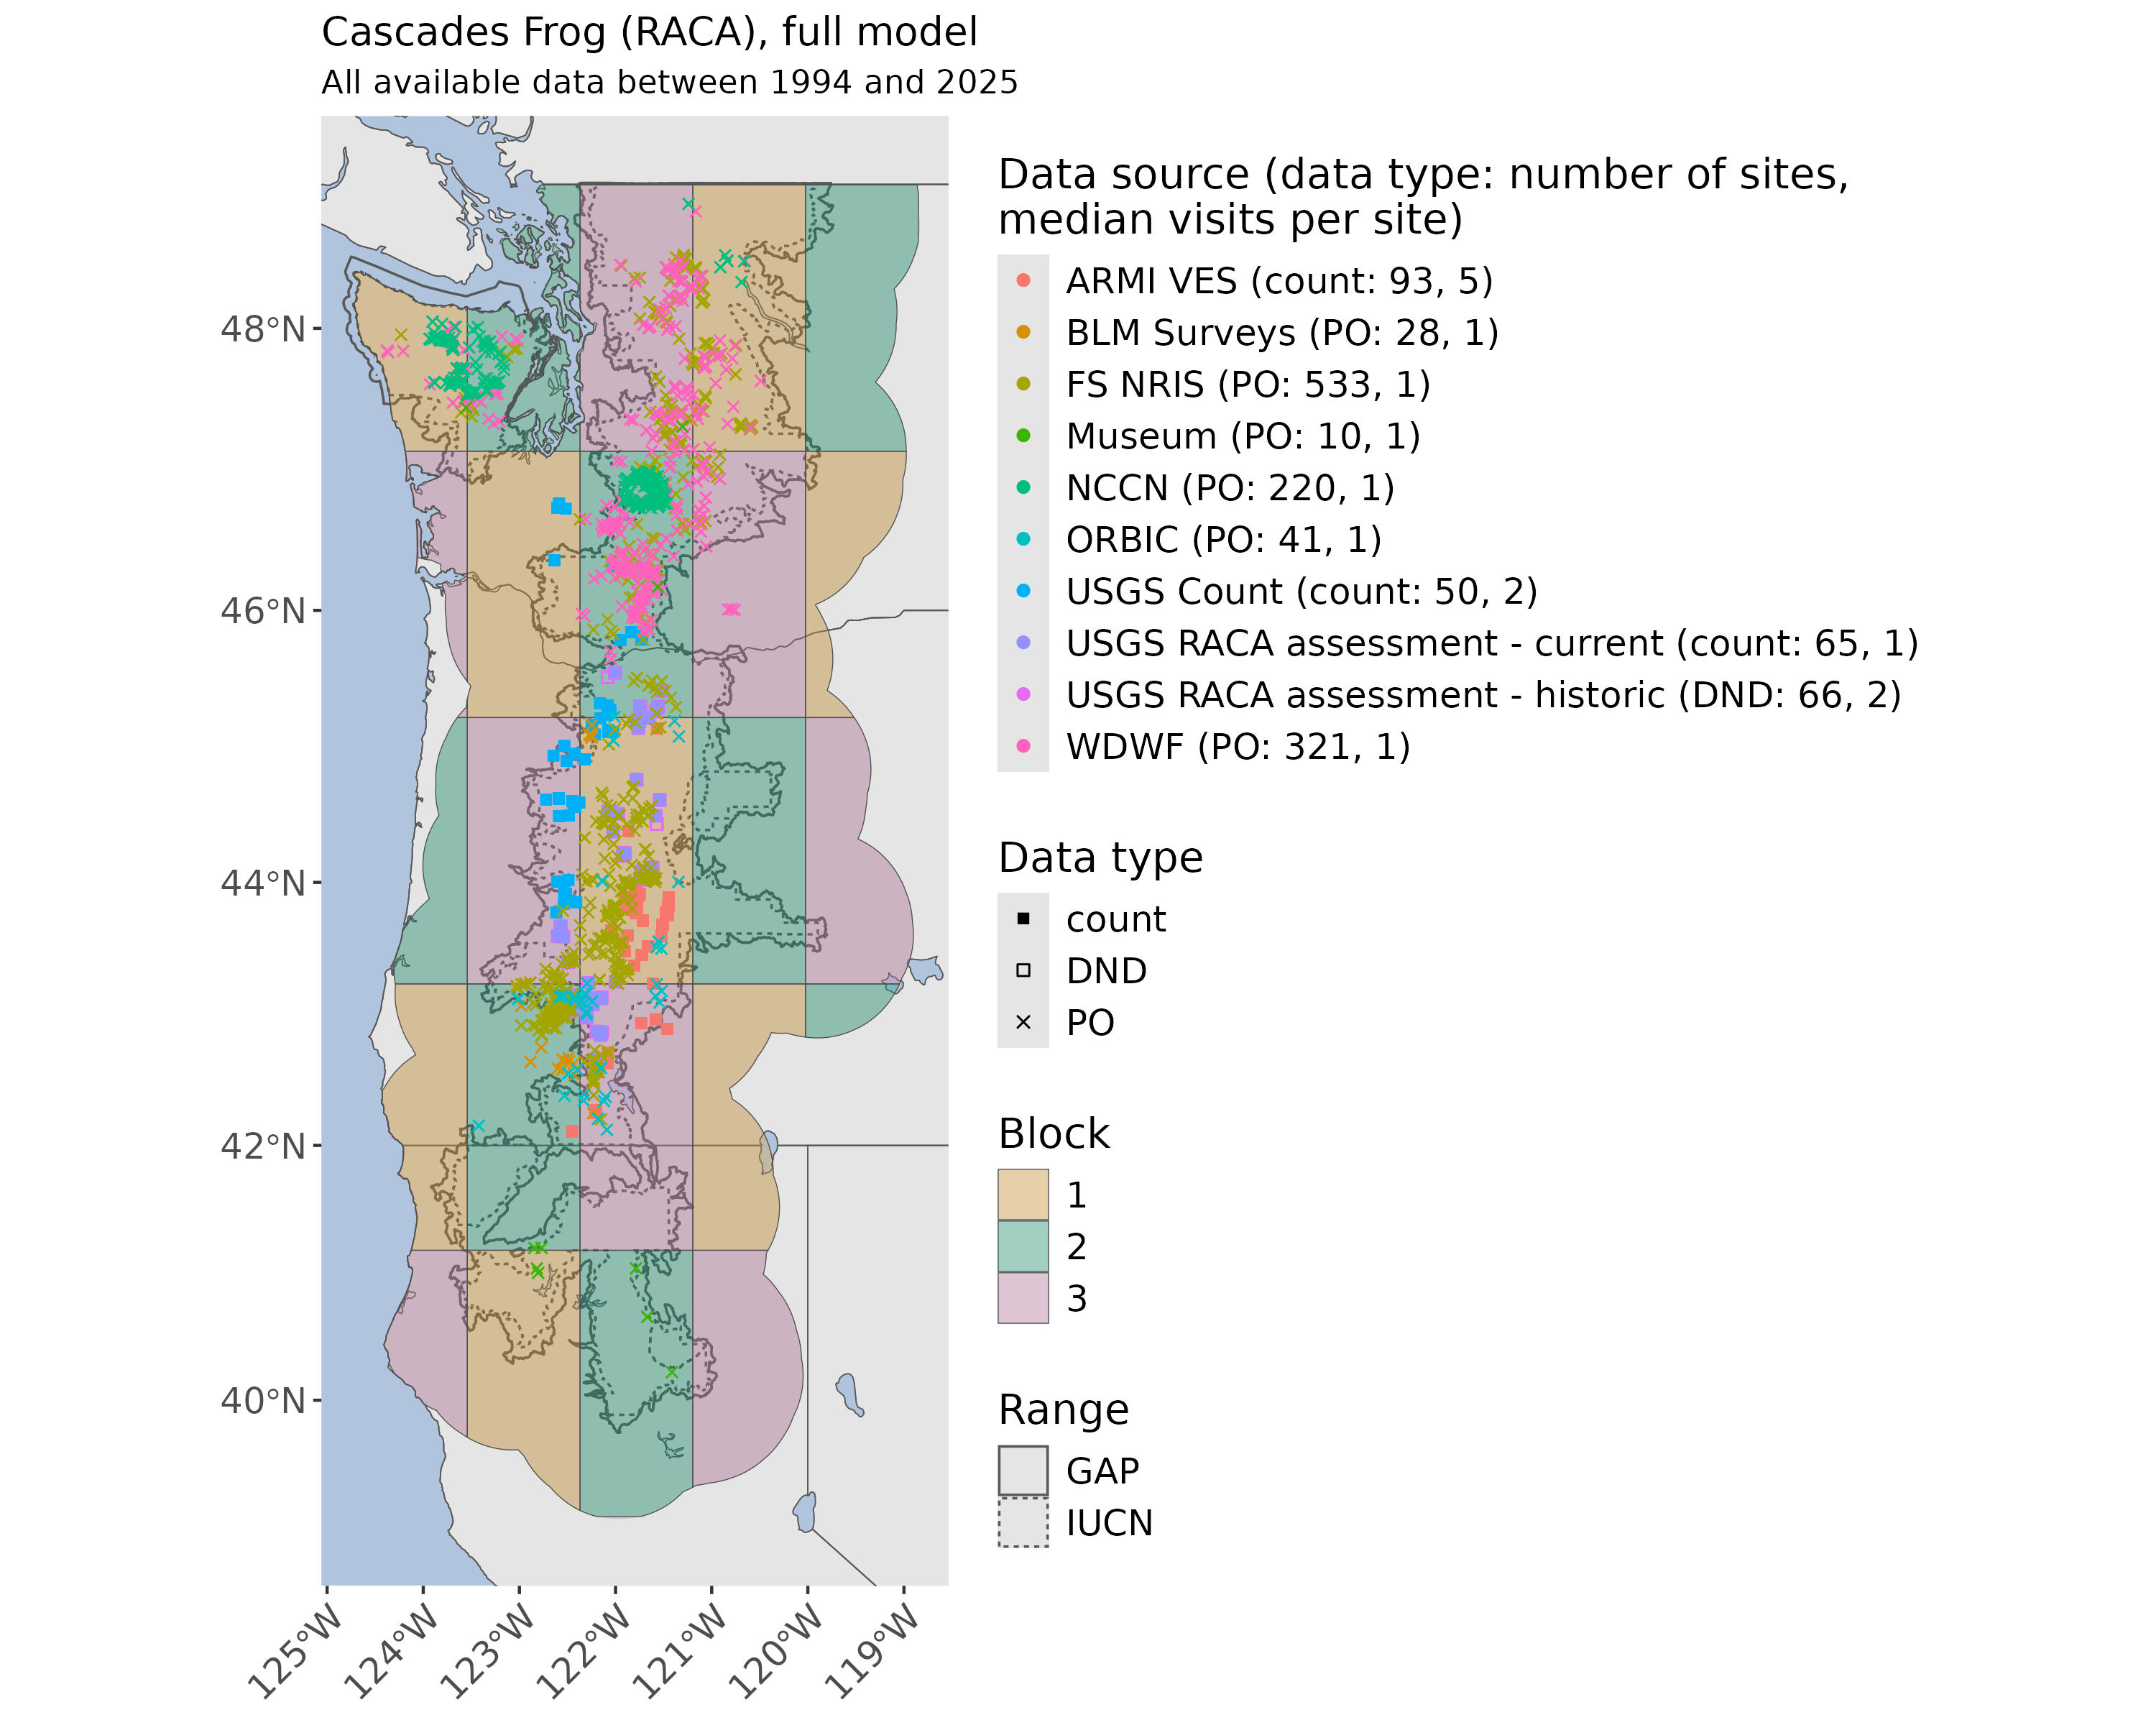 Cascades Frog (RACA), full model
All available data between 1994 and 2025
48°N
46°N
44°N
42°N
40°N
125°W
124°W
123°W
122°W
121°W
120°W
119°W
Data source (data type: number of sites,
median visits per site)
ARMI VES (count: 93, 5)
BLM Surveys (PO: 28, 1)
FS NRIS (PO: 533, 1)
Museum (PO: 10, 1)
NCCN (PO: 220, 1)
ORBIC (PO: 41, 1)
USGS Count (count: 50, 2)
USGS RACA assessment - current (count: 65, 1)
USGS RACA assessment - historic (DND: 66, 2)
WDWF (PO: 321, 1)
Data type
count
DND
PO
Block
1
2
3
Range
GAP
IUCN